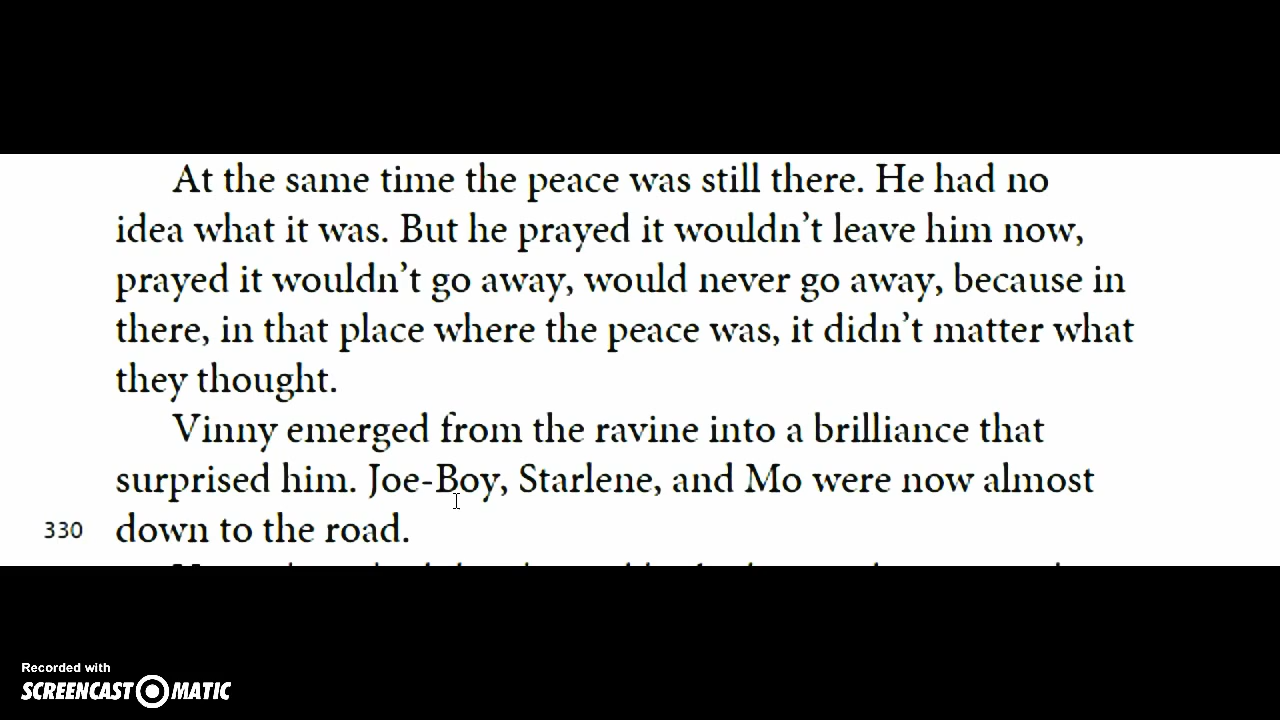 At the same time the peace was still there. He had no
idea what it was. But he prayed it wouldn't leave him now,
prayed it wouldn't go away, would never go away, because in
there, in that place where the peace was, it didn't matter what
they thought.
Vinny emerged from the ravine into a brilliance that
surprised him. Joe-Boy, Starlene, and Mo were now almost
330 down to the road.
Recorded with
SCREENCAST MATIC